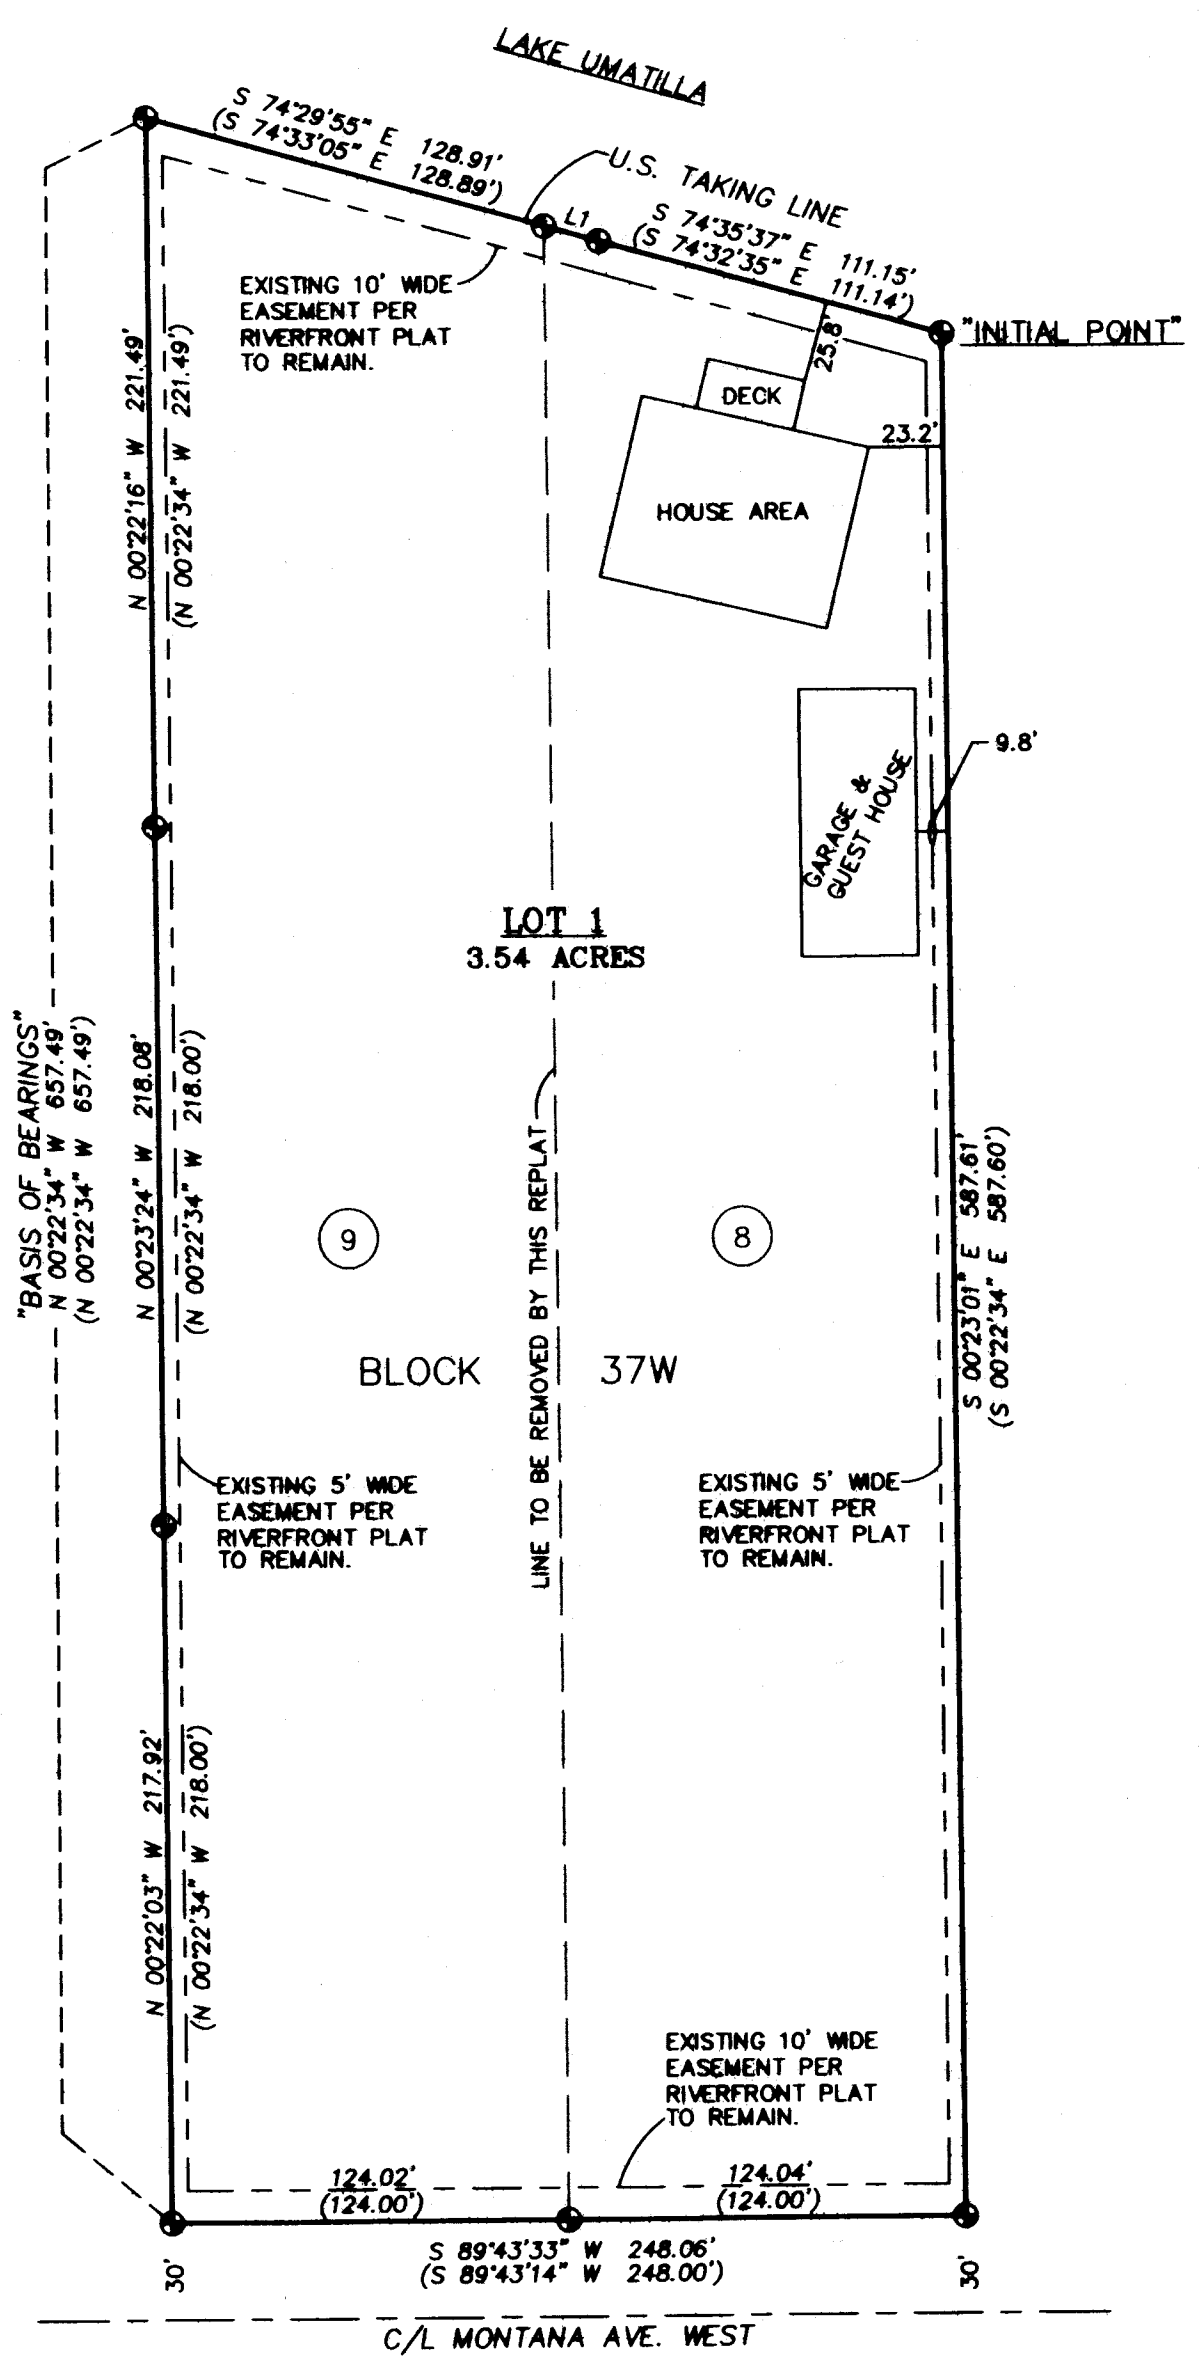 LAKE UMATILLA
S 74°29'55" E 128.91'
(S 74°33'05" E 128.89')
U.S. TAKING LINE
L1
S 74°35'37" E 111.15'
(S 74°32'35" E 111.14')
"INITIAL POINT"
EXISTING 10' WIDE
EASEMENT PER
RIVERFRONT PLAT
TO REMAIN.
25.8'
DECK
23.2'
HOUSE AREA
N 00°22'16" W 221.49'
(N 00°22'34" W 221.49')
9.8'
GARAGE &
GUEST HOUSE
LOT 1
3.54 ACRES
"BASIS OF BEARINGS"
N 00°22'34" W 657.49'
(N 00°22'34" W 657.49')
N 00°23'24" W 218.08'
(N 00°22'34" W 218.00')
LINE TO BE REMOVED BY THIS REPLAT
S 00°23'01" E 587.61'
(S 00°22'34" E 587.60')
9
8
BLOCK 37W
EXISTING 5' WIDE
EASEMENT PER
RIVERFRONT PLAT
TO REMAIN.
EXISTING 5' WIDE
EASEMENT PER
RIVERFRONT PLAT
TO REMAIN.
N 00°22'03" W 217.92'
(N 00°22'34" W 218.00')
EXISTING 10' WIDE
EASEMENT PER
RIVERFRONT PLAT
TO REMAIN.
124.02'
(124.00')
124.04'
(124.00')
S 89°43'33" W 248.06'
(S 89°43'14" W 248.00')
30'
30'
C/L MONTANA AVE. WEST